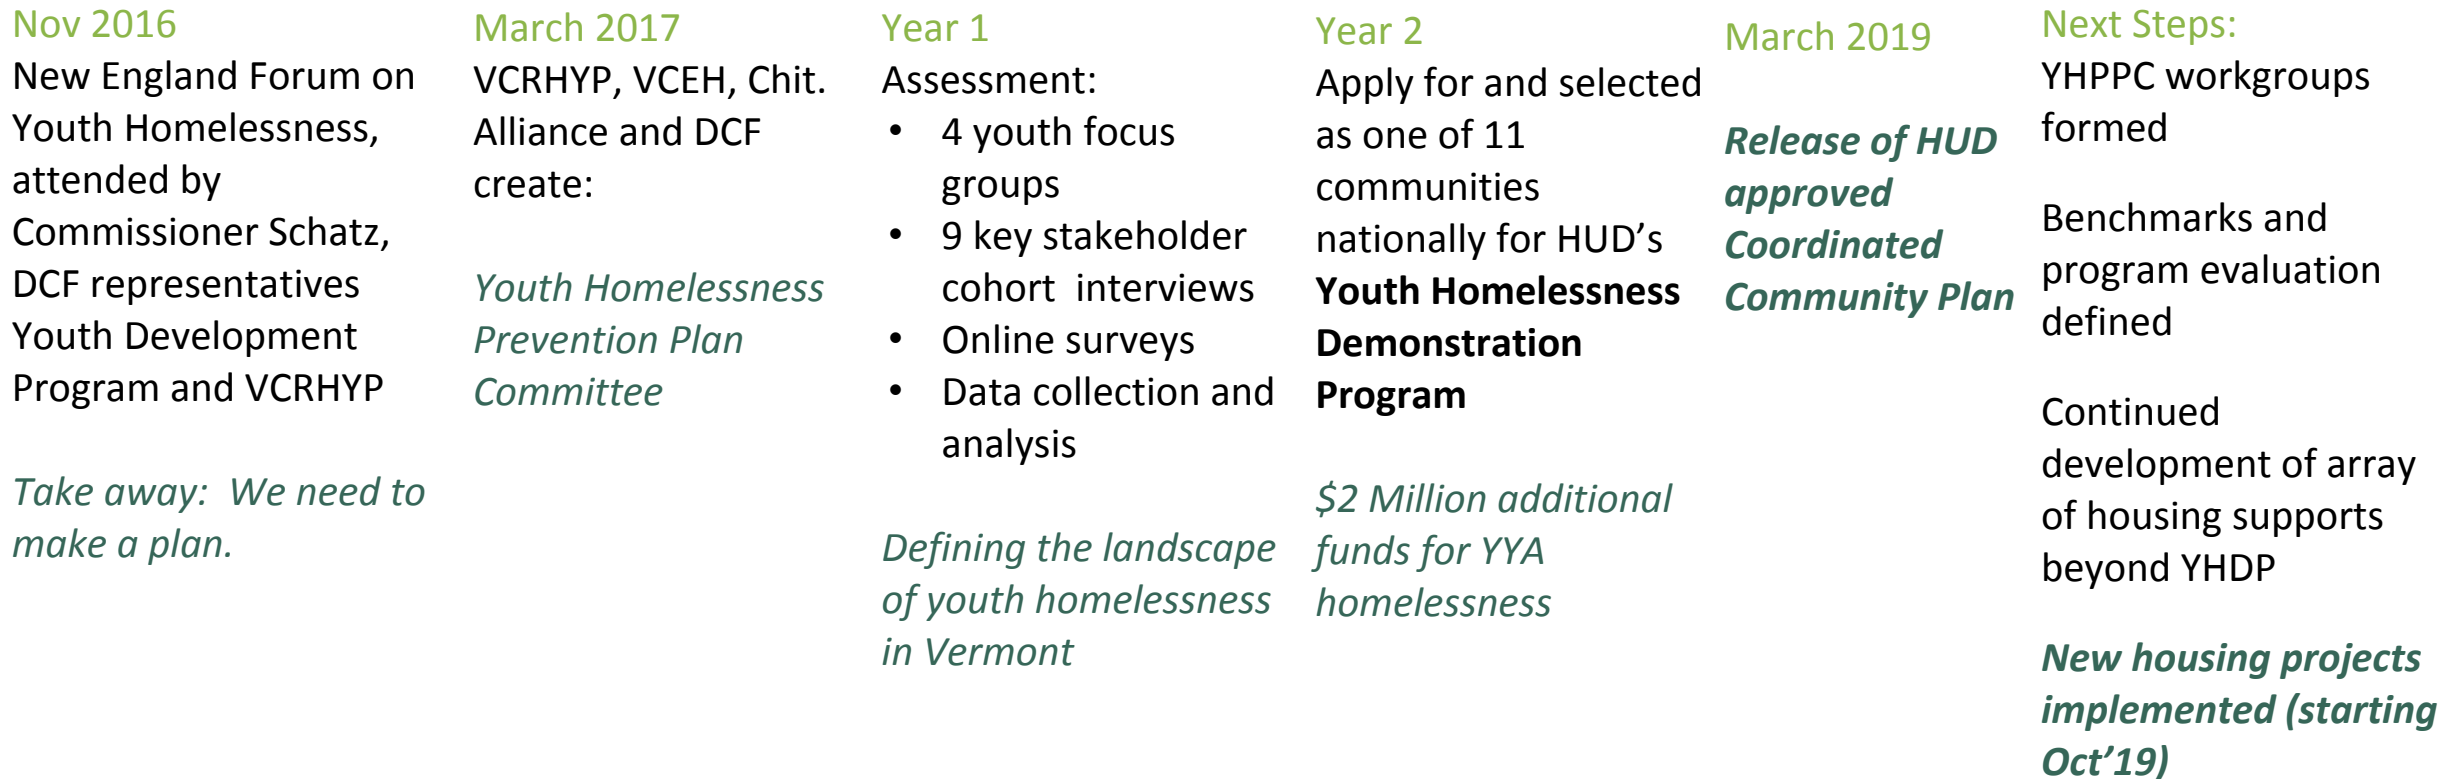 Nov 2016
New England Forum on
Youth Homelessness,
attended by
Commissioner Schatz,
DCF representatives
Youth Development
Program and VCRHYP
Take away:  We need to
make a plan.
March 2017
VCRHYP, VCEH, Chit.
Alliance and DCF
create:
Youth Homelessness
Prevention Plan
Committee
Year 1
Assessment:
• 4 youth focus
groups
• 9 key stakeholder
cohort  interviews
• Online surveys
• Data collection and
analysis
Defining the landscape
of youth homelessness
in Vermont
Year 2
Apply for and selected
as one of 11
communities
nationally for HUD’s
Youth Homelessness
Demonstration
Program
$2 Million additional
funds for YYA
homelessness
March 2019
Release of HUD
approved
Coordinated
Community Plan
Next Steps:
YHPPC workgroups
formed
Benchmarks and
program evaluation
defined
Continued
development of array
of housing supports
beyond YHDP
New housing projects
implemented (starting
Oct’19)